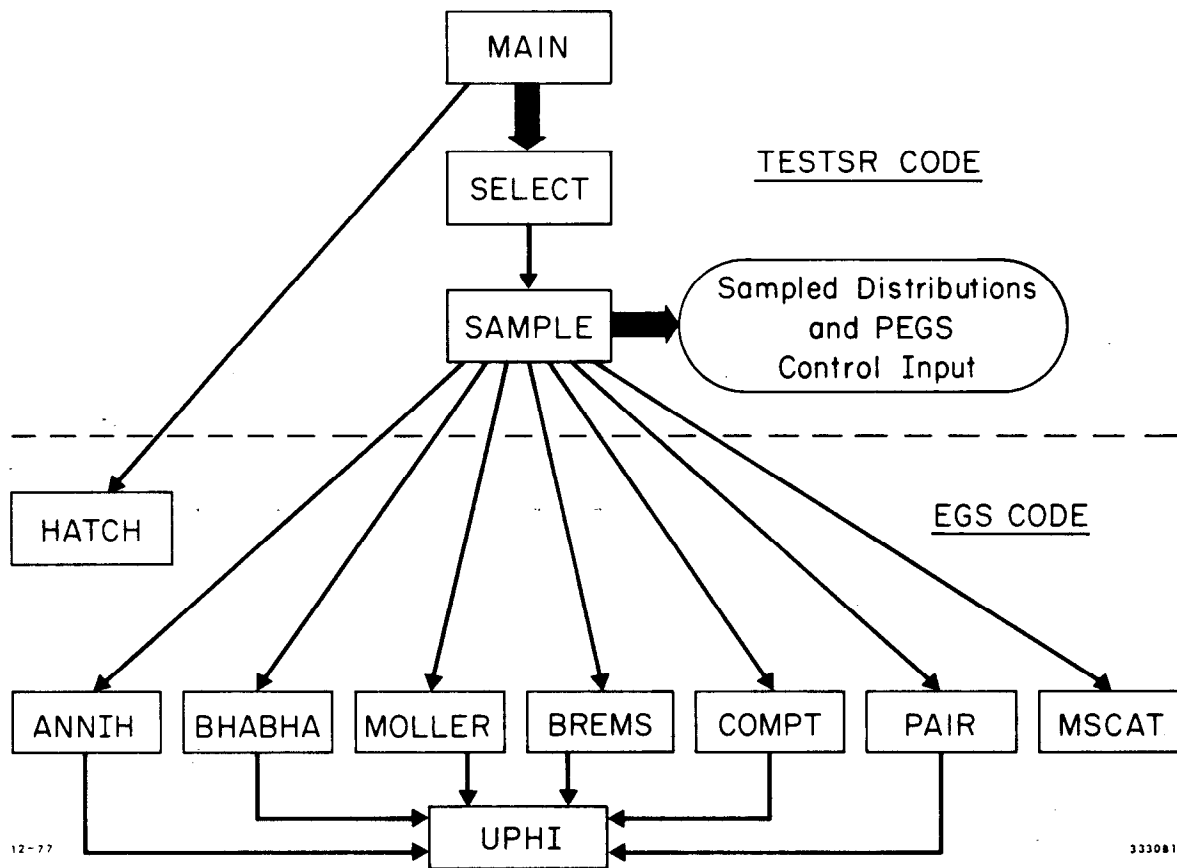 MAIN
TESTSR CODE
SELECT
Sampled Distributions
and PEGS
Control Input
SAMPLE
HATCH
EGS CODE
ANNIH
BHABHA
MOLLER
BREMS
COMPT
PAIR
MSCAT
UPHI
12-77
3330B1